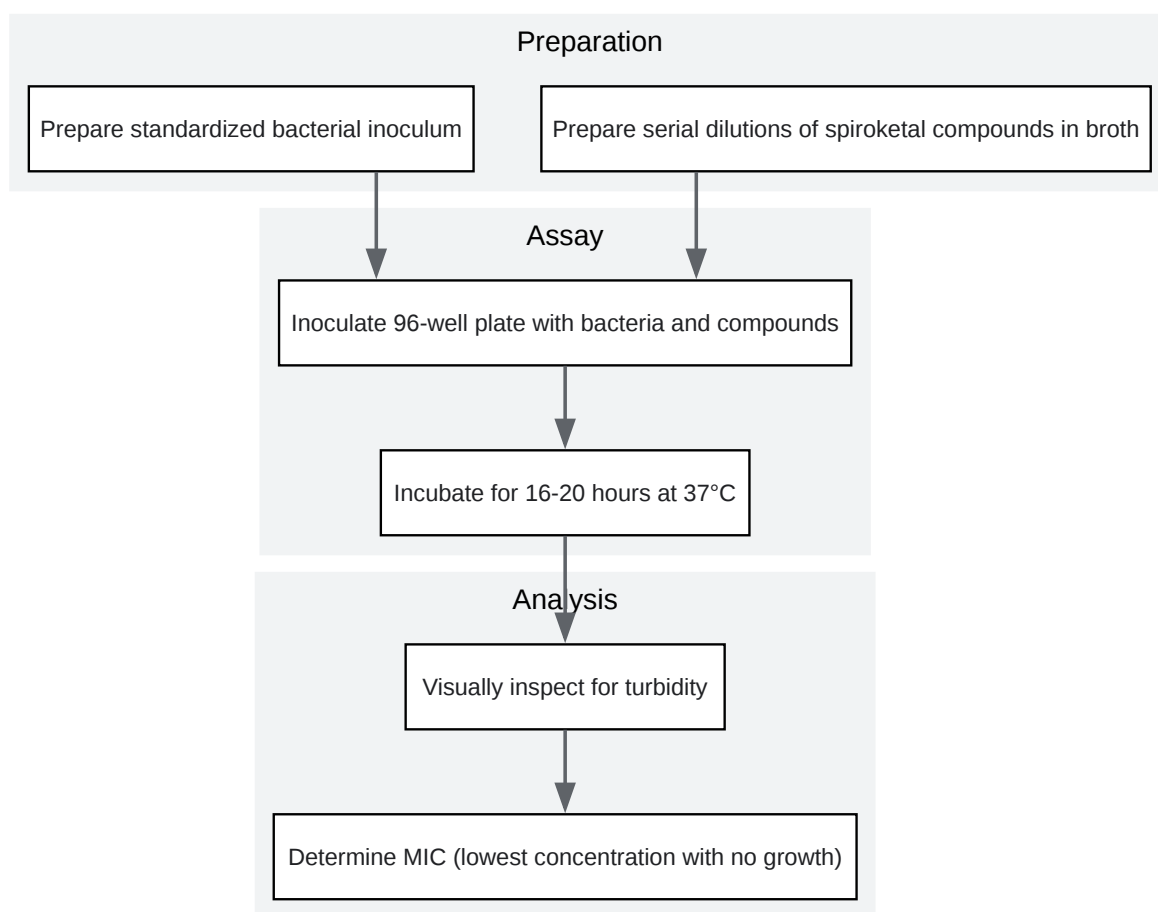 Preparation
Prepare standardized bacterial inoculum
Prepare serial dilutions of spiroketal compounds in broth
Assay
Inoculate 96-well plate with bacteria and compounds
Incubate for 16-20 hours at 37°C
Analysis
Visually inspect for turbidity
Determine MIC (lowest concentration with no growth)